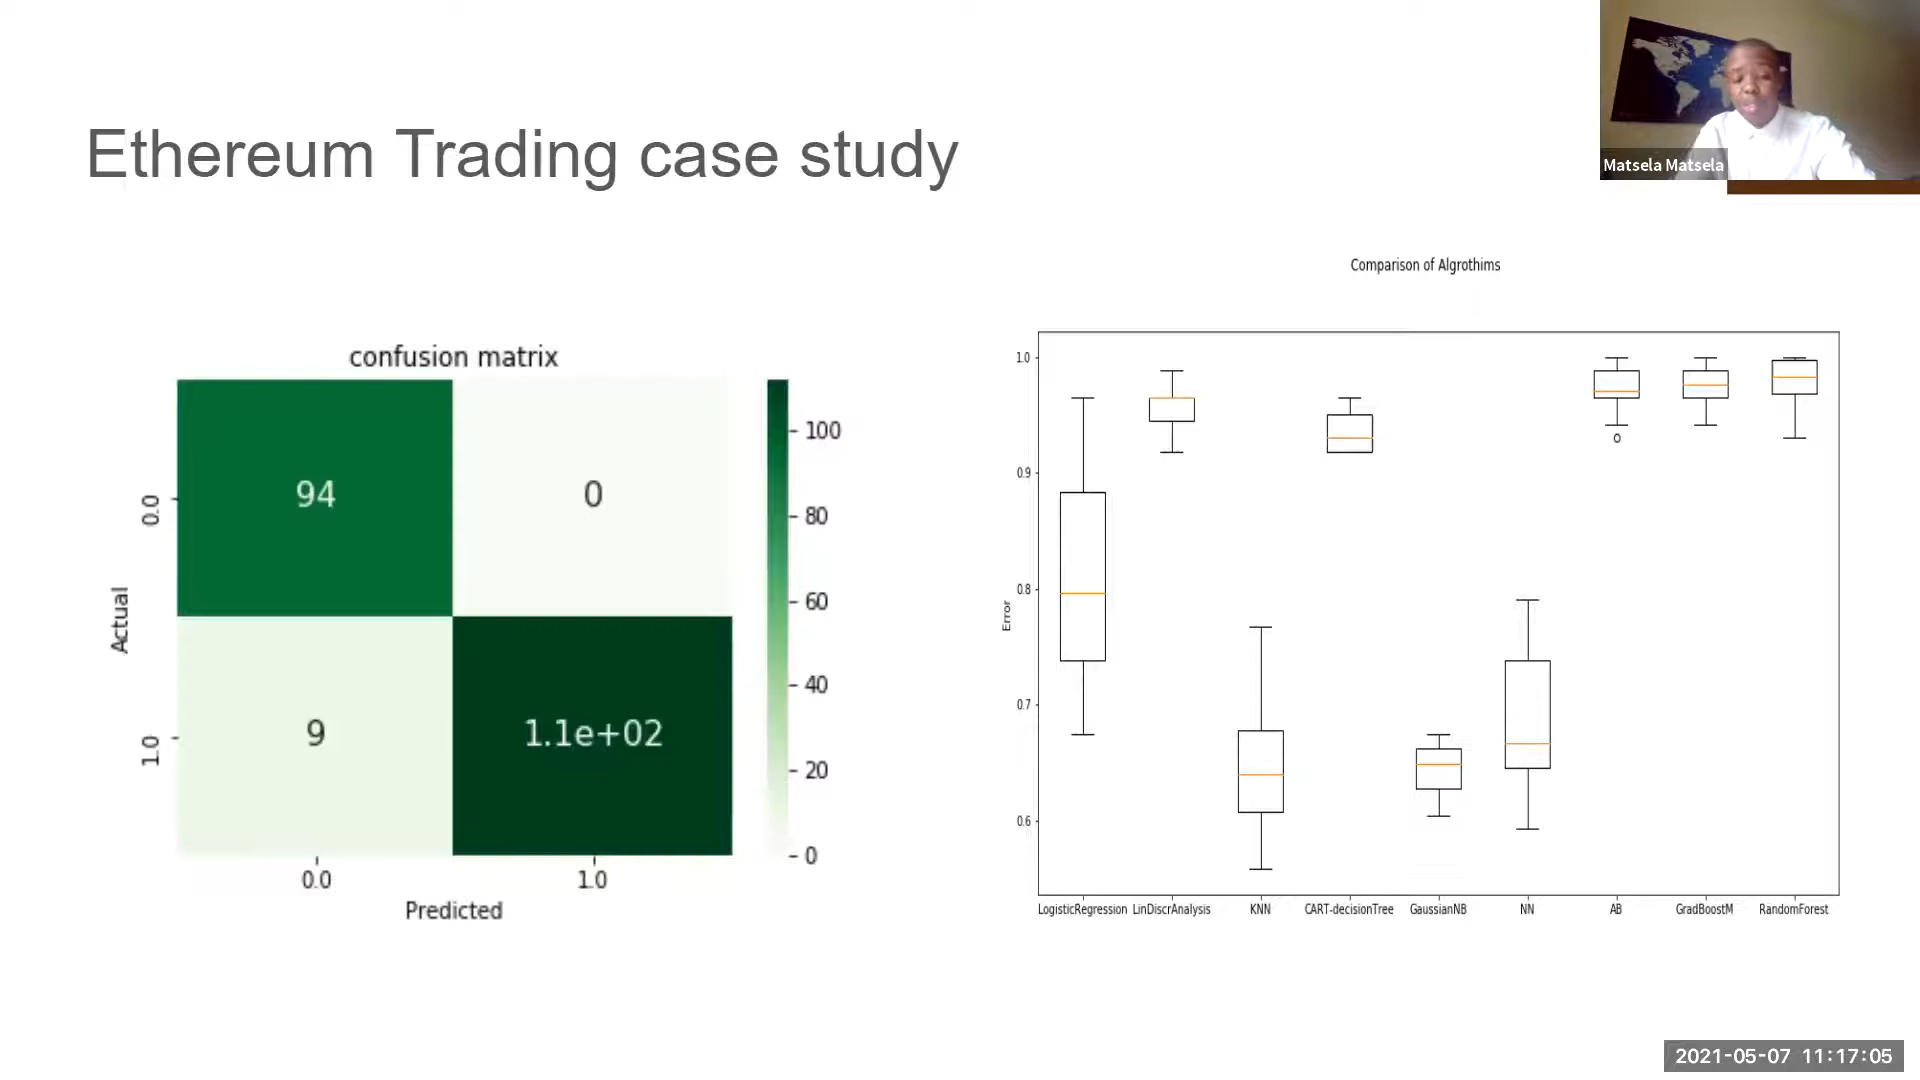 Matsela Matsela
Ethereum Trading case study
confusion matrix
94
0
9
1.1e+02
0.0
1.0
Actual
0.0
1.0
Predicted
100
80
60
40
20
0
Comparison of Algrothims
1.0
0.9
0.8
0.7
0.6
Error
LogisticRegression LinDiscrAnalysis KNN CART-decisionTree GaussianNB NN AB GradBoostM RandomForest
2021-05-07 11:17:05